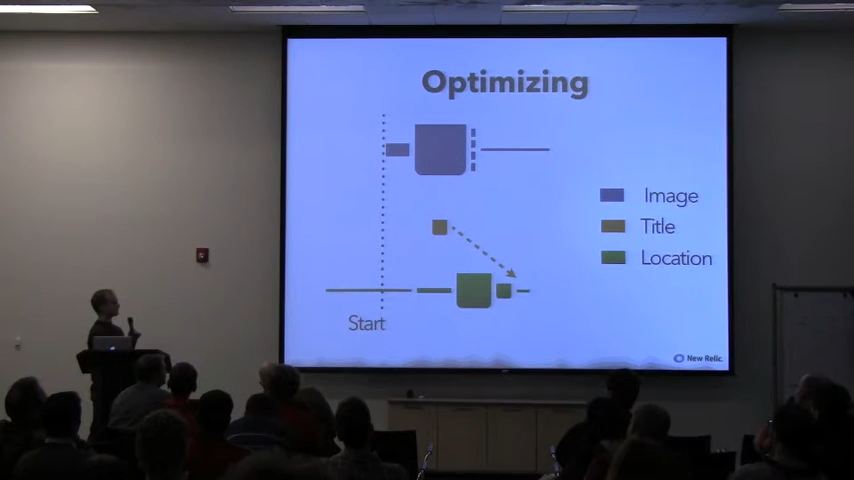 Optimizing
Image
Title
Location
Start
New Relic.